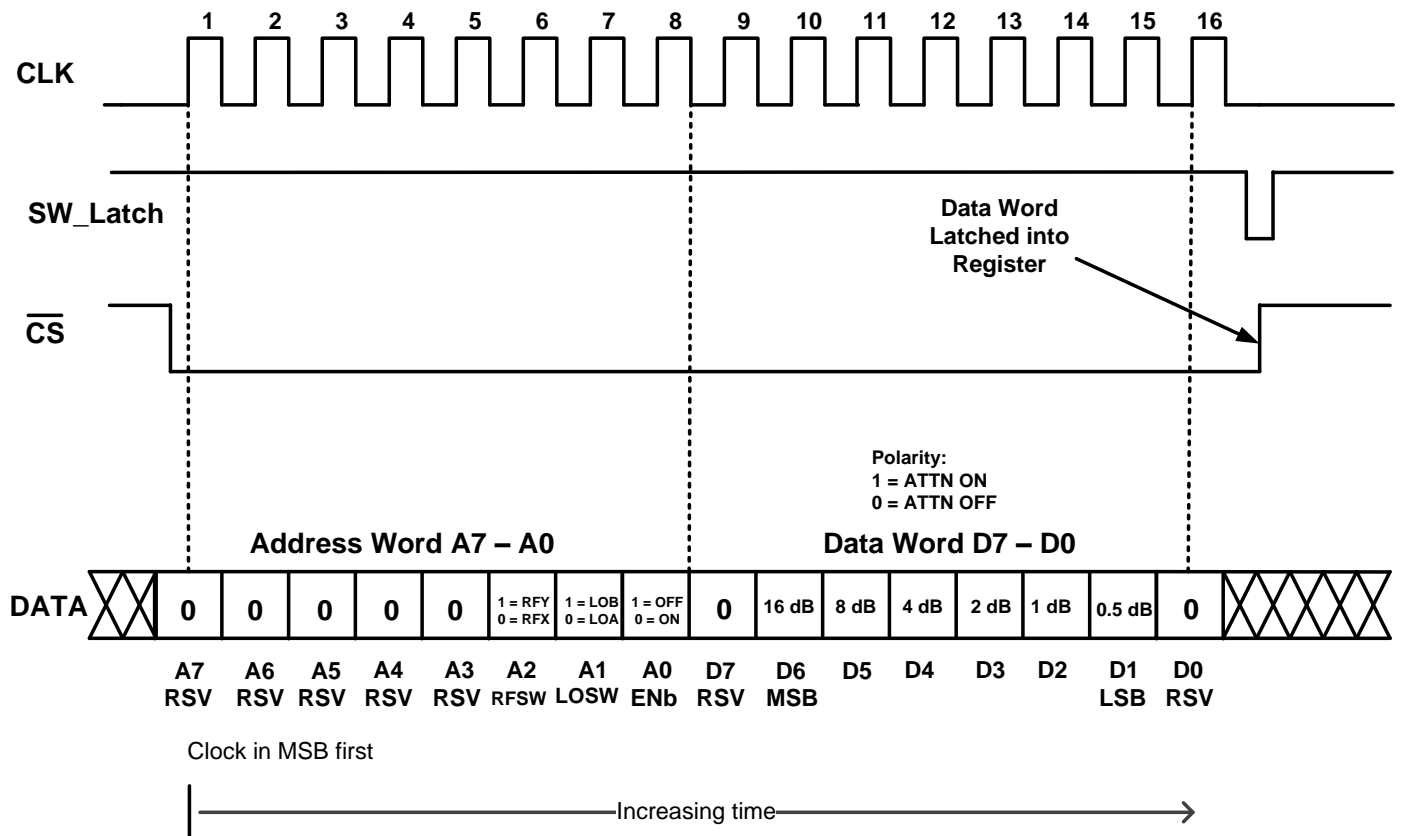 1 2 3 4 5 6 7 8 9 10 11 12 13 14 15 16
CLK
SW_Latch
Data Word
Latched into
Register
CS
Polarity:
1 = ATTN ON
0 = ATTN OFF
Address Word A7 – A0
Data Word D7 – D0
DATA
0 0 0 0 0
1 = RFY
0 = RFX
1 = LOB
0 = LOA
1 = OFF
0 = ON
0 16 dB 8 dB 4 dB 2 dB 1 dB 0.5 dB 0
A7 A6 A5 A4 A3 A2 A1 A0 D7 D6 D5 D4 D3 D2 D1 D0
RSV RSV RSV RSV RSV RFSW LOSW ENb RSV MSB LSB RSV
Clock in MSB first
Increasing time